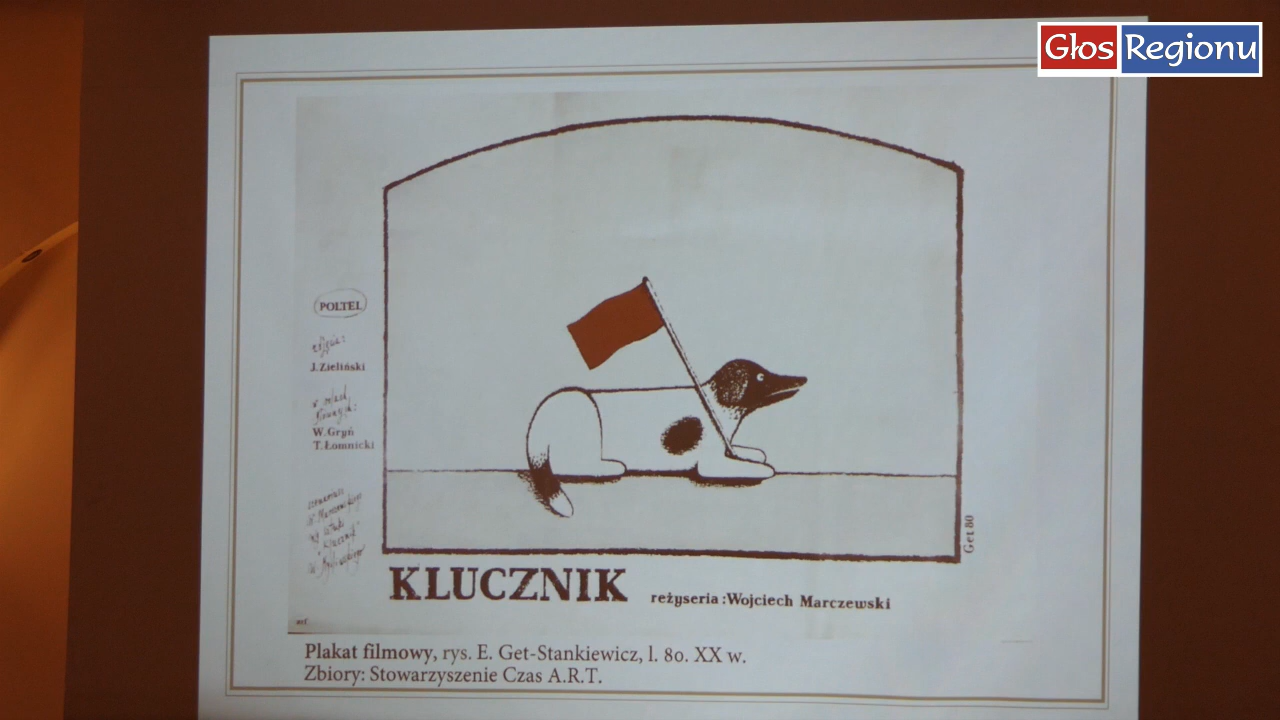 Głos Regionu
POLTEL
zdjęcia:
J. Zieliński
W. Gryń
T. Łomnicki
Get 80
KLUCZNIK
reżyseria: Wojciech Marczewski
Plakat filmowy, rys. E. Get-Stankiewicz, l. 80. XX w.
Zbiory: Stowarzyszenie Czas A.R.T.